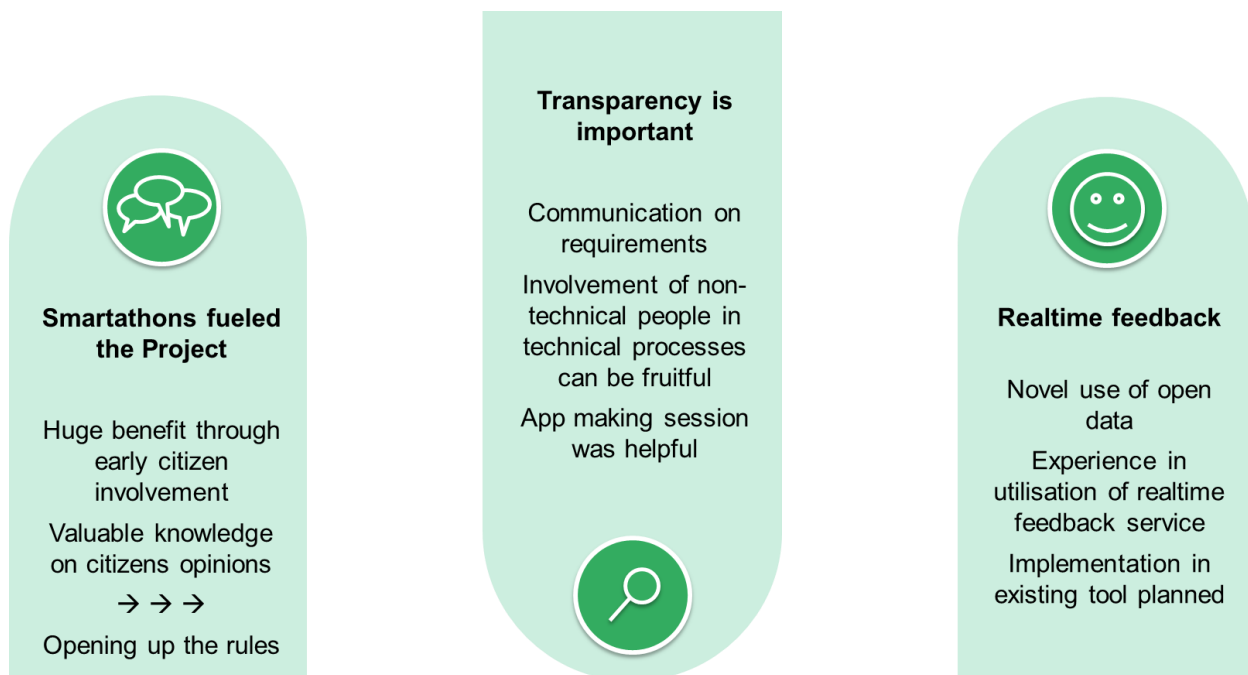 Smartathons fueled
the Project
Huge benefit through
early citizen
involvement
Valuable knowledge
on citizens opinions
→ → →
Opening up the rules
Transparency is
important
Communication on
requirements
Involvement of non-
technical people in
technical processes
can be fruitful
App making session
was helpful
Realtime feedback
Novel use of open
data
Experience in
utilisation of realtime
feedback service
Implementation in
existing tool planned